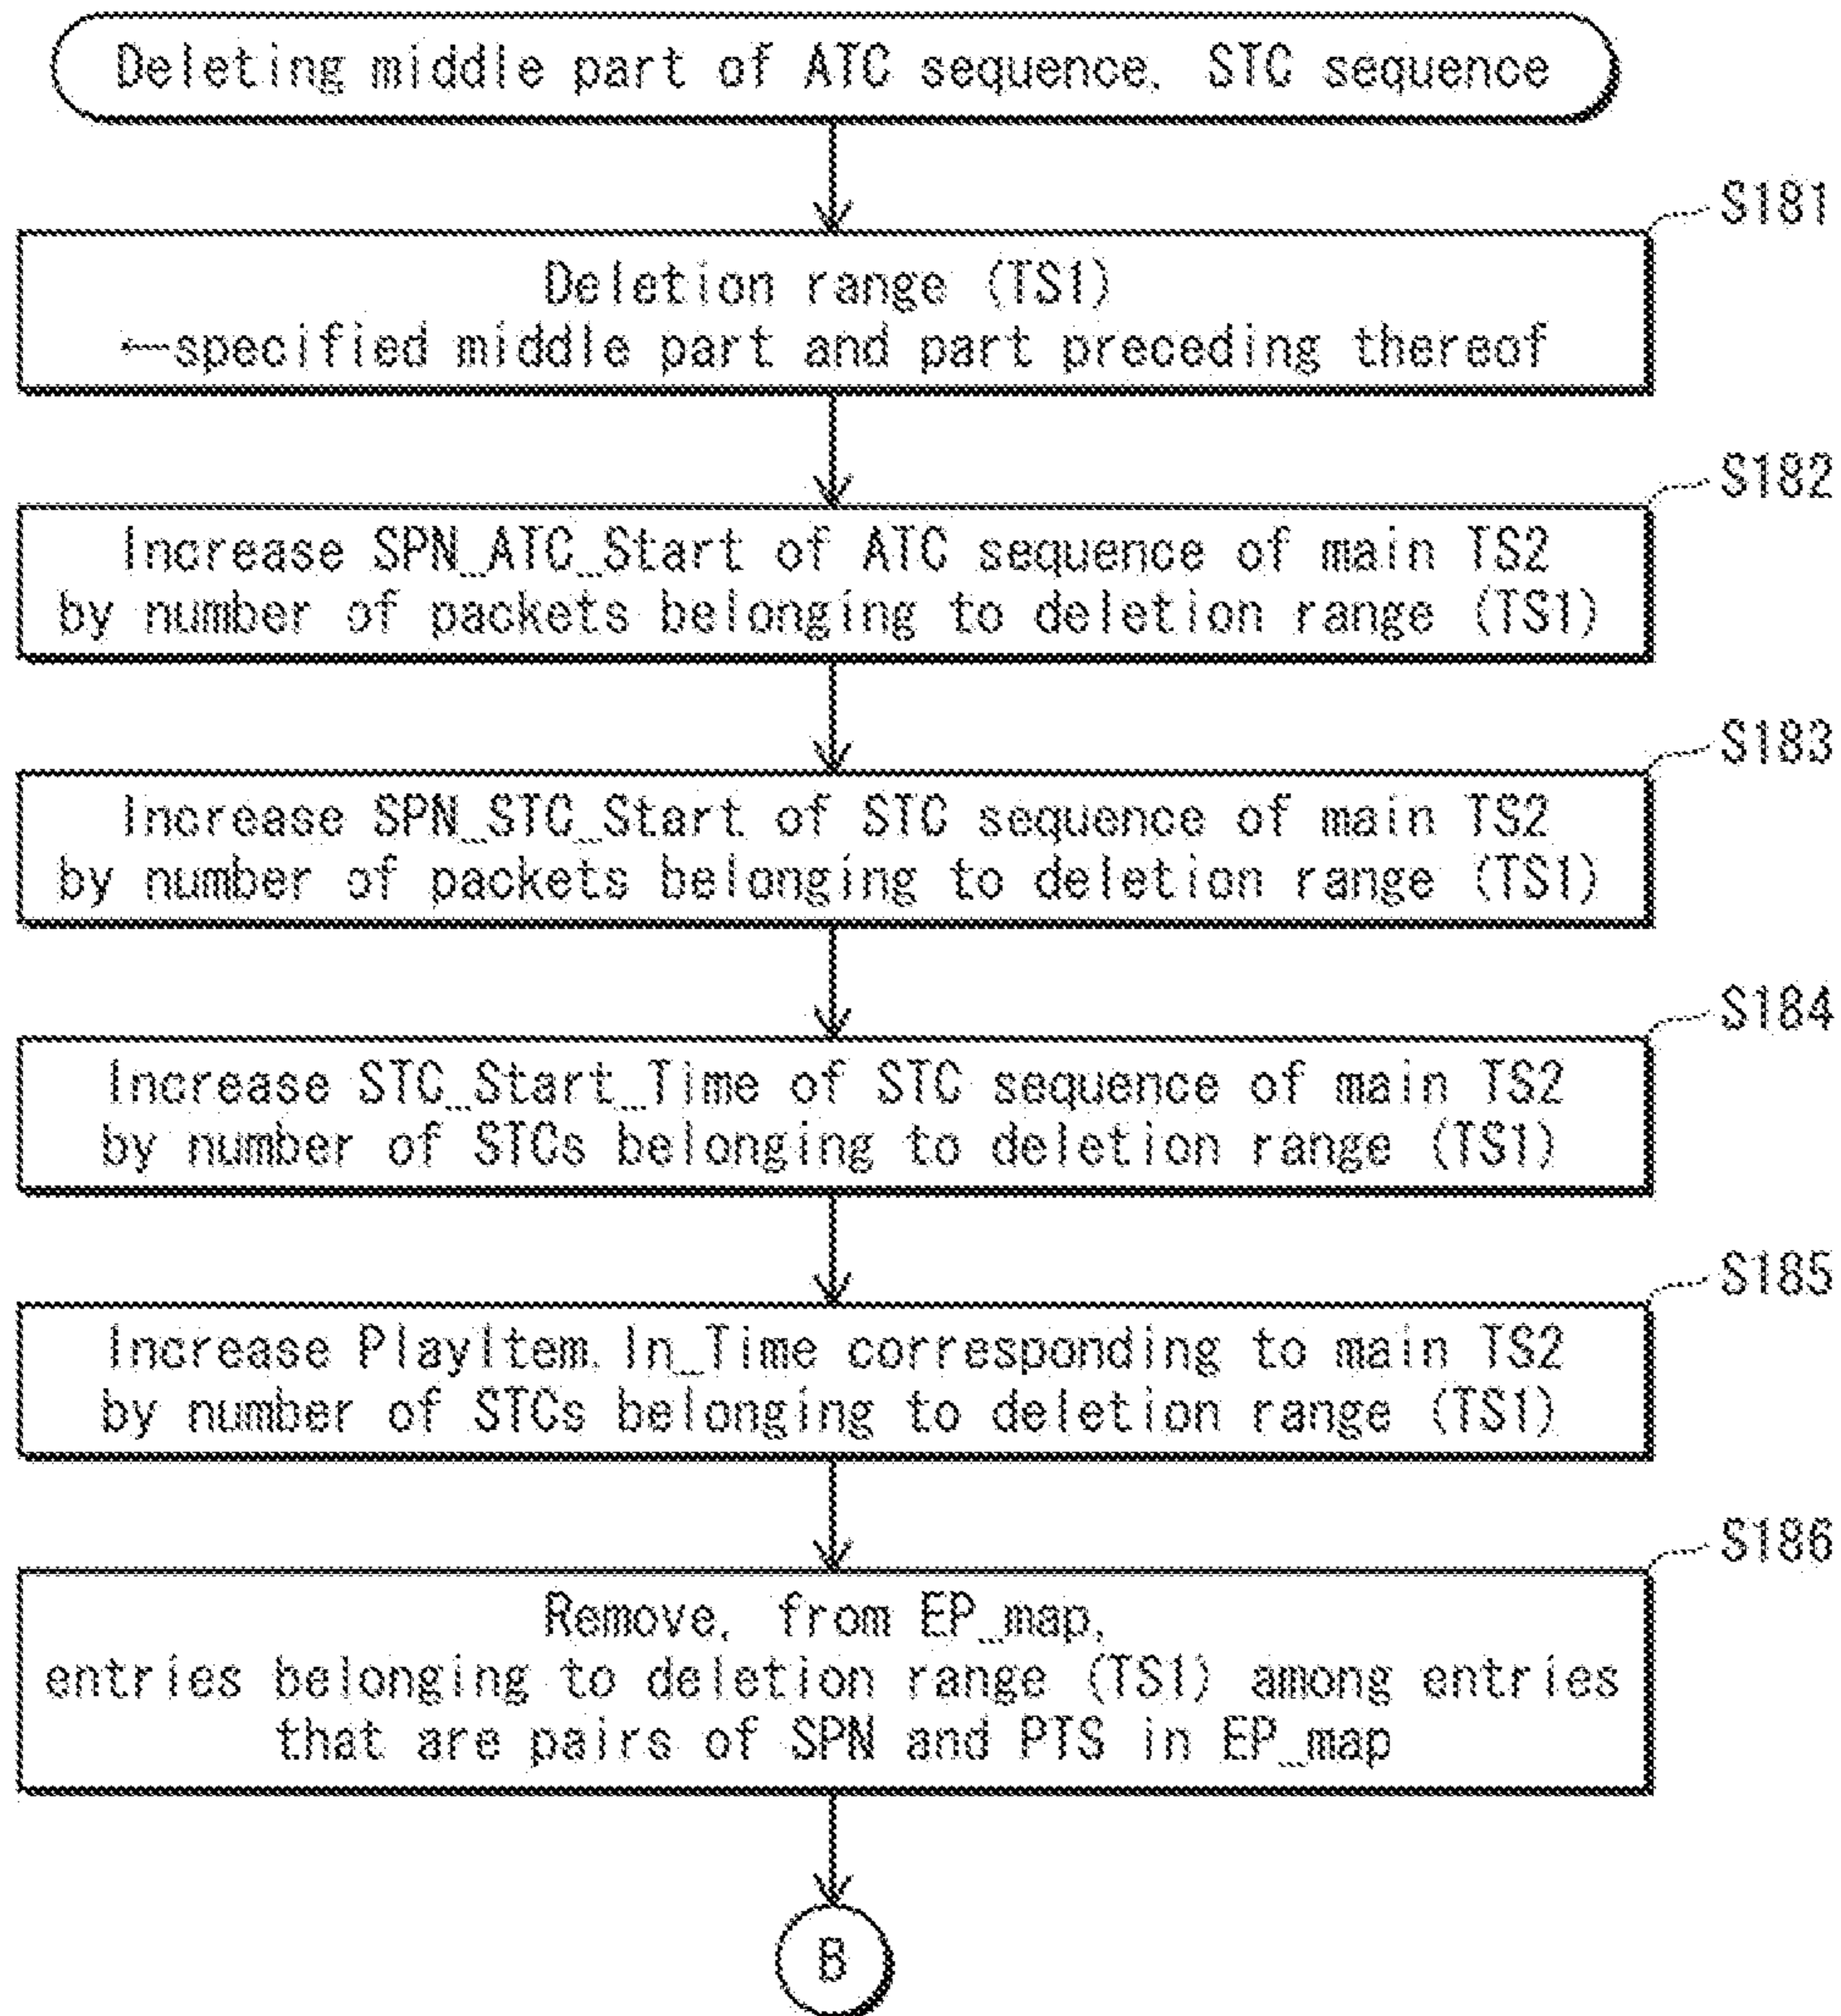 Deleting middle part of ATC sequence, STC sequence
S181
Deletion range (TS1)
←specified middle part and part preceding thereof
S182
Increase SPN_ATC_Start of ATC sequence of main TS2
by number of packets belonging to deletion range (TS1)
S183
Increase SPN_STC_Start of STC sequence of main TS2
by number of packets belonging to deletion range (TS1)
S184
Increase STC_Start_Time of STC sequence of main TS2
by number of STCs belonging to deletion range (TS1)
S185
Increase PlayItem.In_Time corresponding to main TS2
by number of STCs belonging to deletion range (TS1)
S186
Remove, from EP_map,
entries belonging to deletion range (TS1) among entries
that are pairs of SPN and PTS in EP_map
B